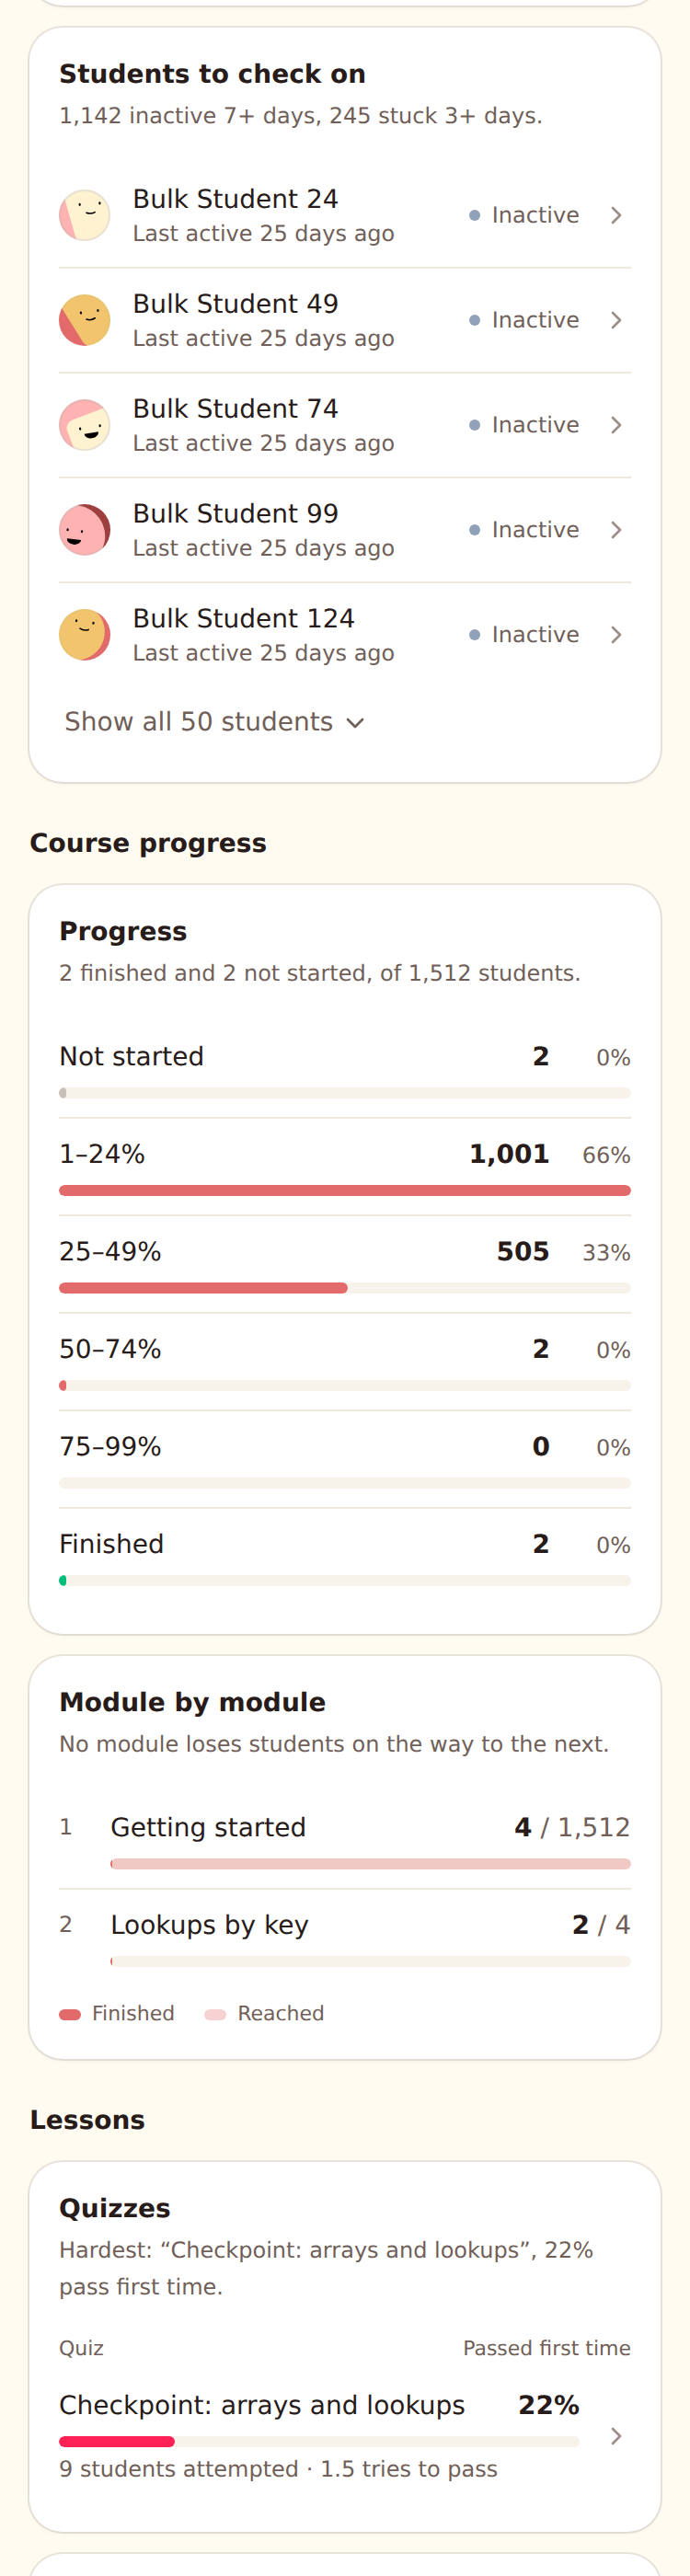 Students to check on
1,142 inactive 7+ days, 245 stuck 3+ days.
Bulk Student 24
Last active 25 days ago
Inactive
Bulk Student 49
Last active 25 days ago
Inactive
Bulk Student 74
Last active 25 days ago
Inactive
Bulk Student 99
Last active 25 days ago
Inactive
Bulk Student 124
Last active 25 days ago
Inactive
Show all 50 students
Course progress
Progress
2 finished and 2 not started, of 1,512 students.
Not started 2 0%
1–24% 1,001 66%
25–49% 505 33%
50–74% 2 0%
75–99% 0 0%
Finished 2 0%
Module by module
No module loses students on the way to the next.
1 Getting started 4 / 1,512
2 Lookups by key 2 / 4
Finished Reached
Lessons
Quizzes
Hardest: “Checkpoint: arrays and lookups”, 22%
pass first time.
Quiz Passed first time
Checkpoint: arrays and lookups 22%
9 students attempted · 1.5 tries to pass